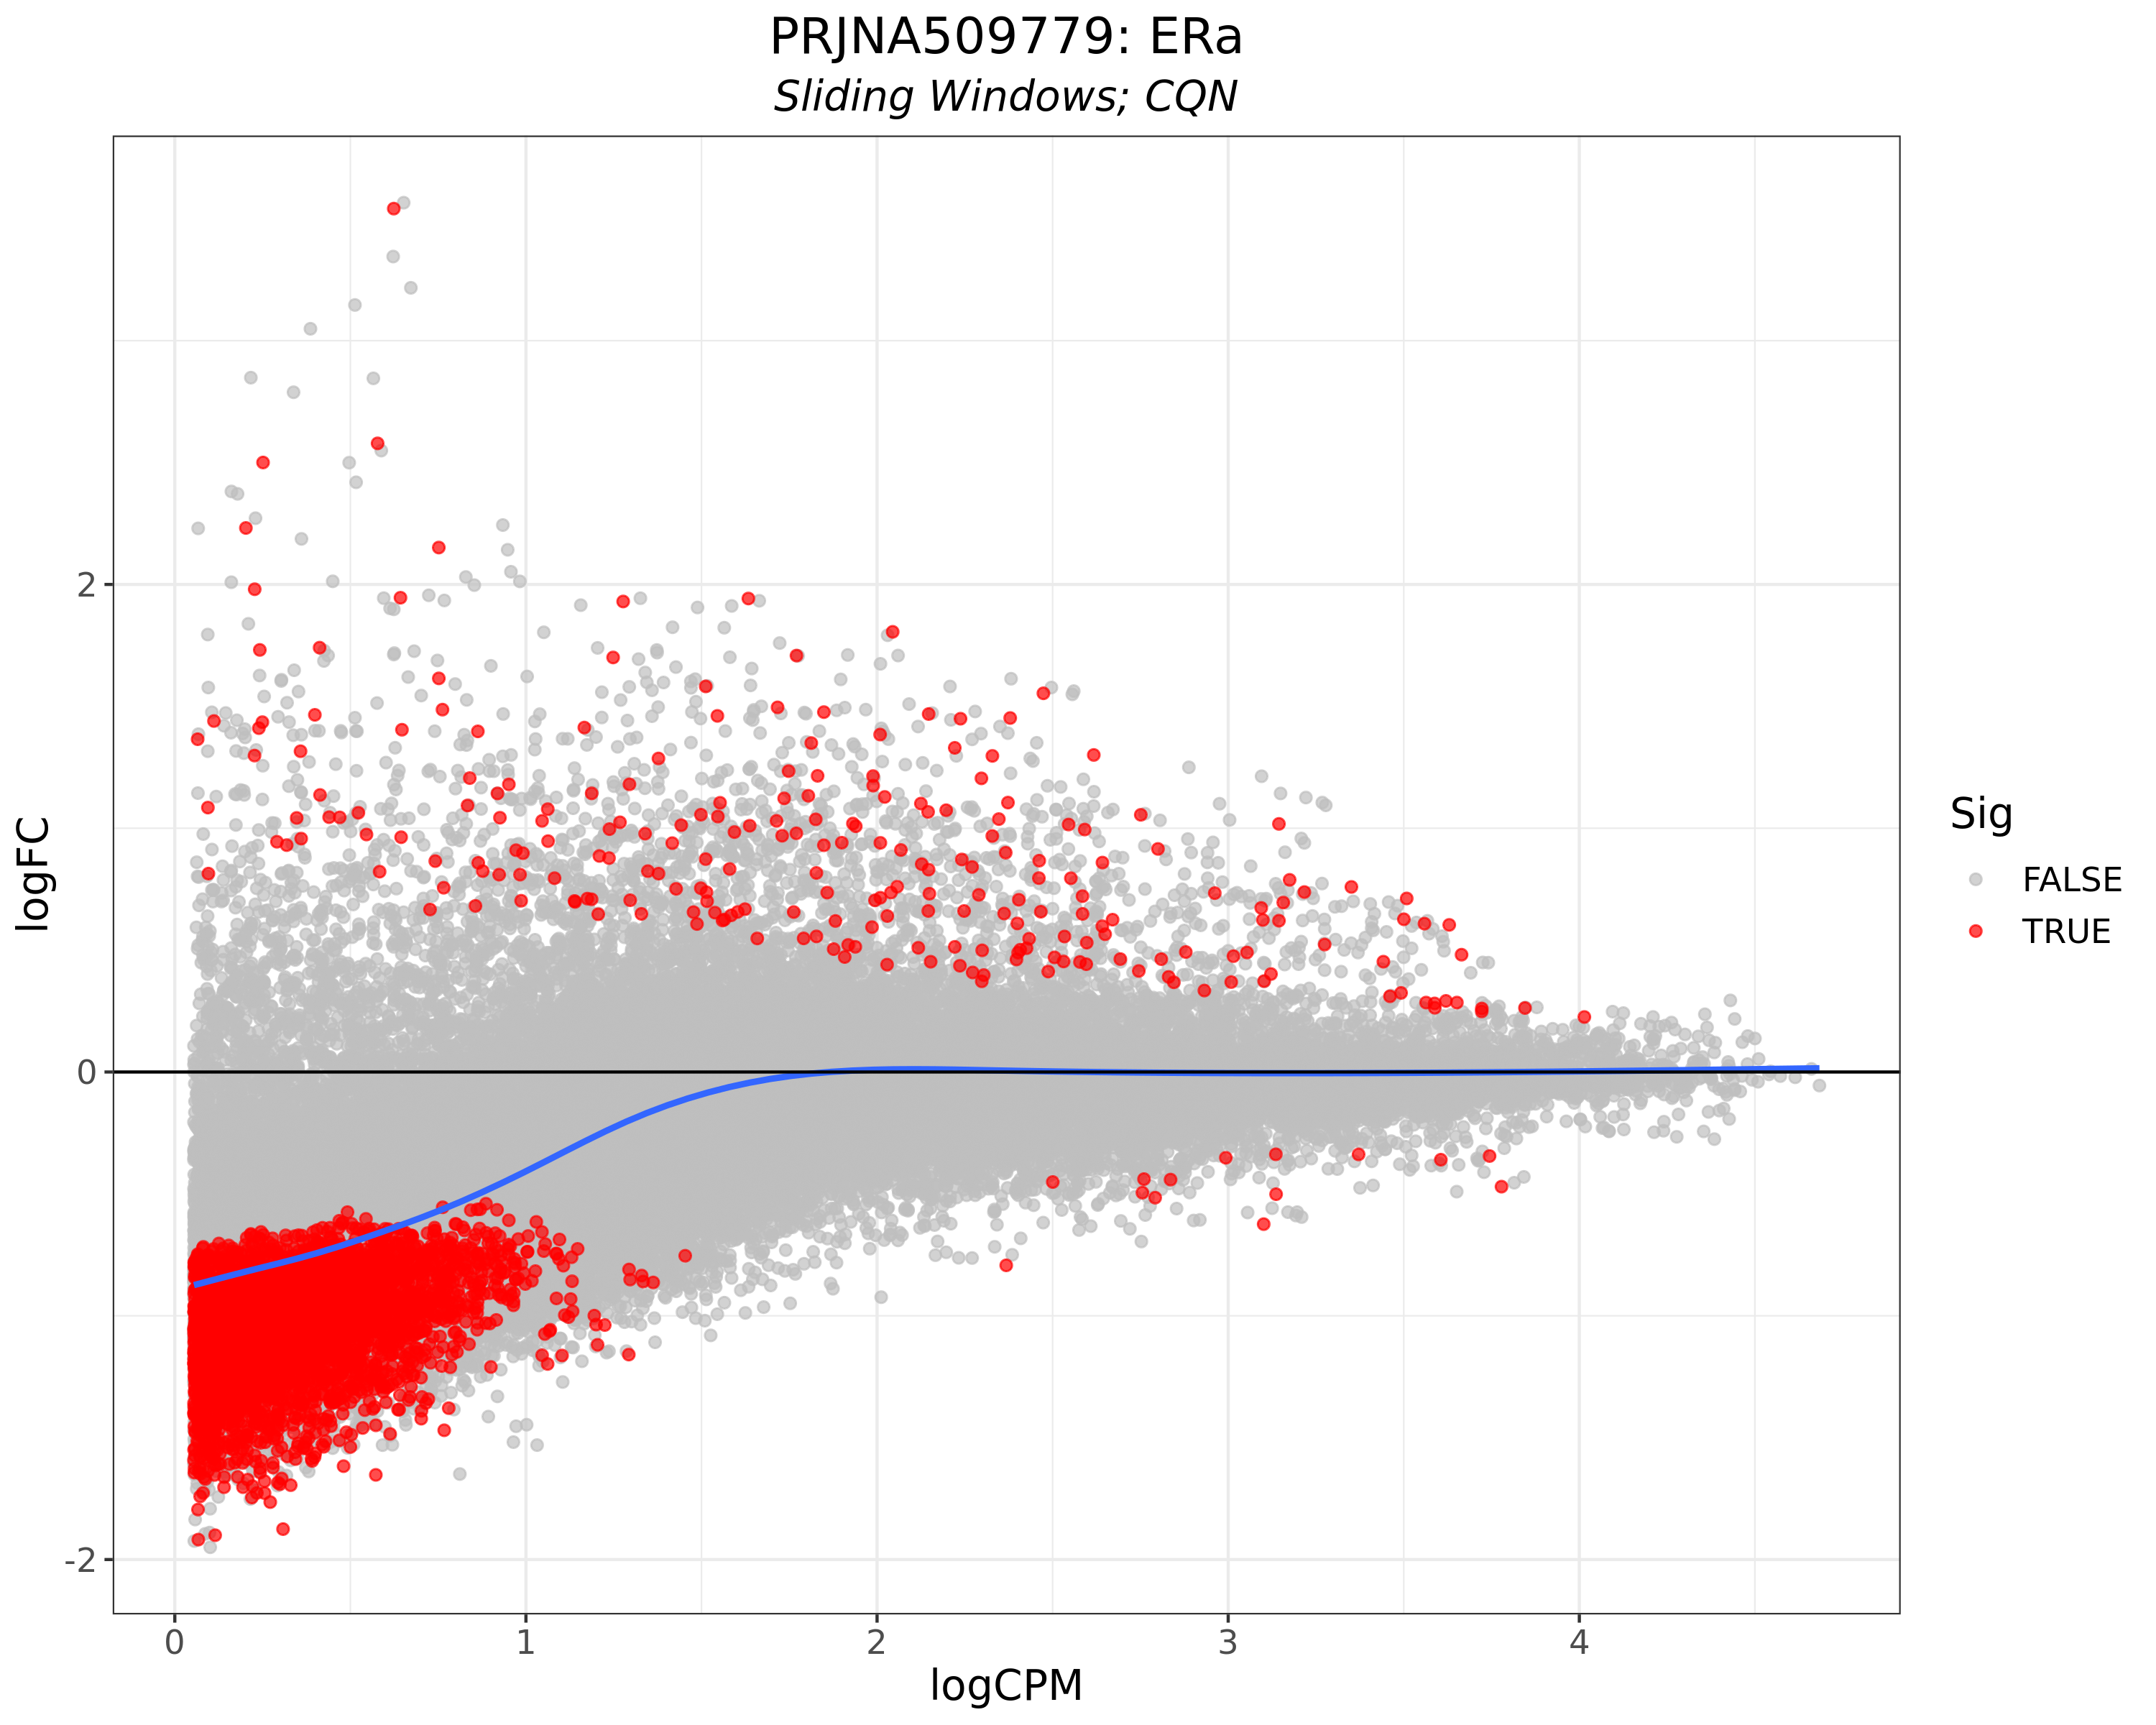 PRJNA509779: ERa
Sliding Windows; CQN
logFC
2
0
-2
0 1 2 3 4
logCPM
Sig
FALSE
TRUE